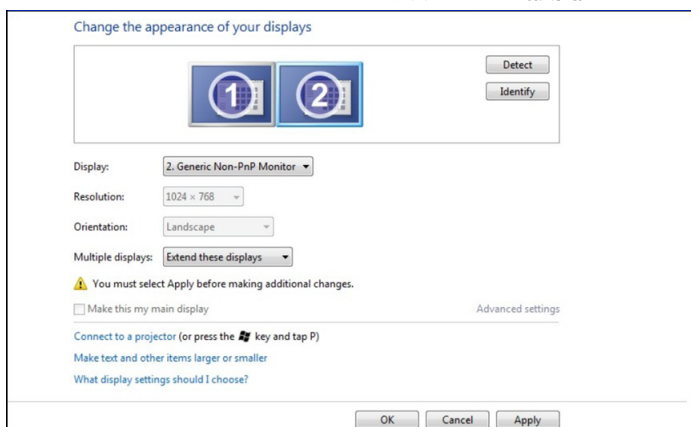 Change the appearance of your displays
1 2
Detect
Identify
Display: 2. Generic Non-PnP Monitor
Resolution: 1024 × 768
Orientation: Landscape
Multiple displays: Extend these displays
You must select Apply before making additional changes.
Make this my main display Advanced settings
Connect to a projector (or press the key and tap P)
Make text and other items larger or smaller
What display settings should I choose?
OK Cancel Apply